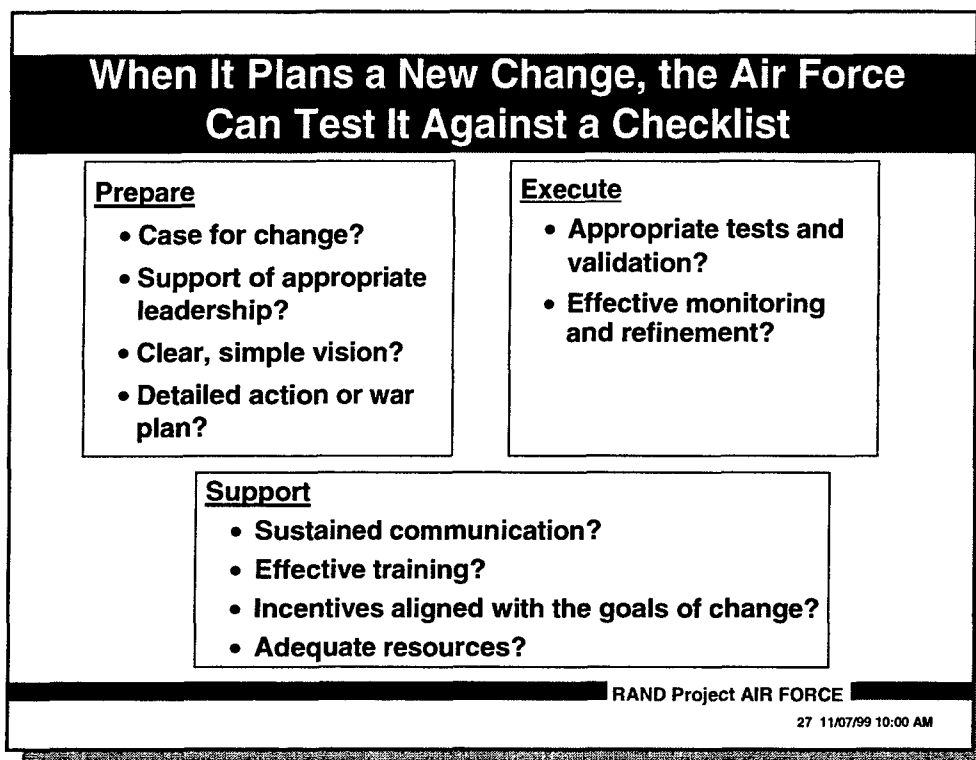 When It Plans a New Change, the Air Force
Can Test It Against a Checklist
Prepare
• Case for change?
• Support of appropriate
leadership?
• Clear, simple vision?
• Detailed action or war
plan?
Execute
• Appropriate tests and
validation?
• Effective monitoring
and refinement?
Support
• Sustained communication?
• Effective training?
• Incentives aligned with the goals of change?
• Adequate resources?
RAND Project AIR FORCE
27 11/07/99 10:00 AM